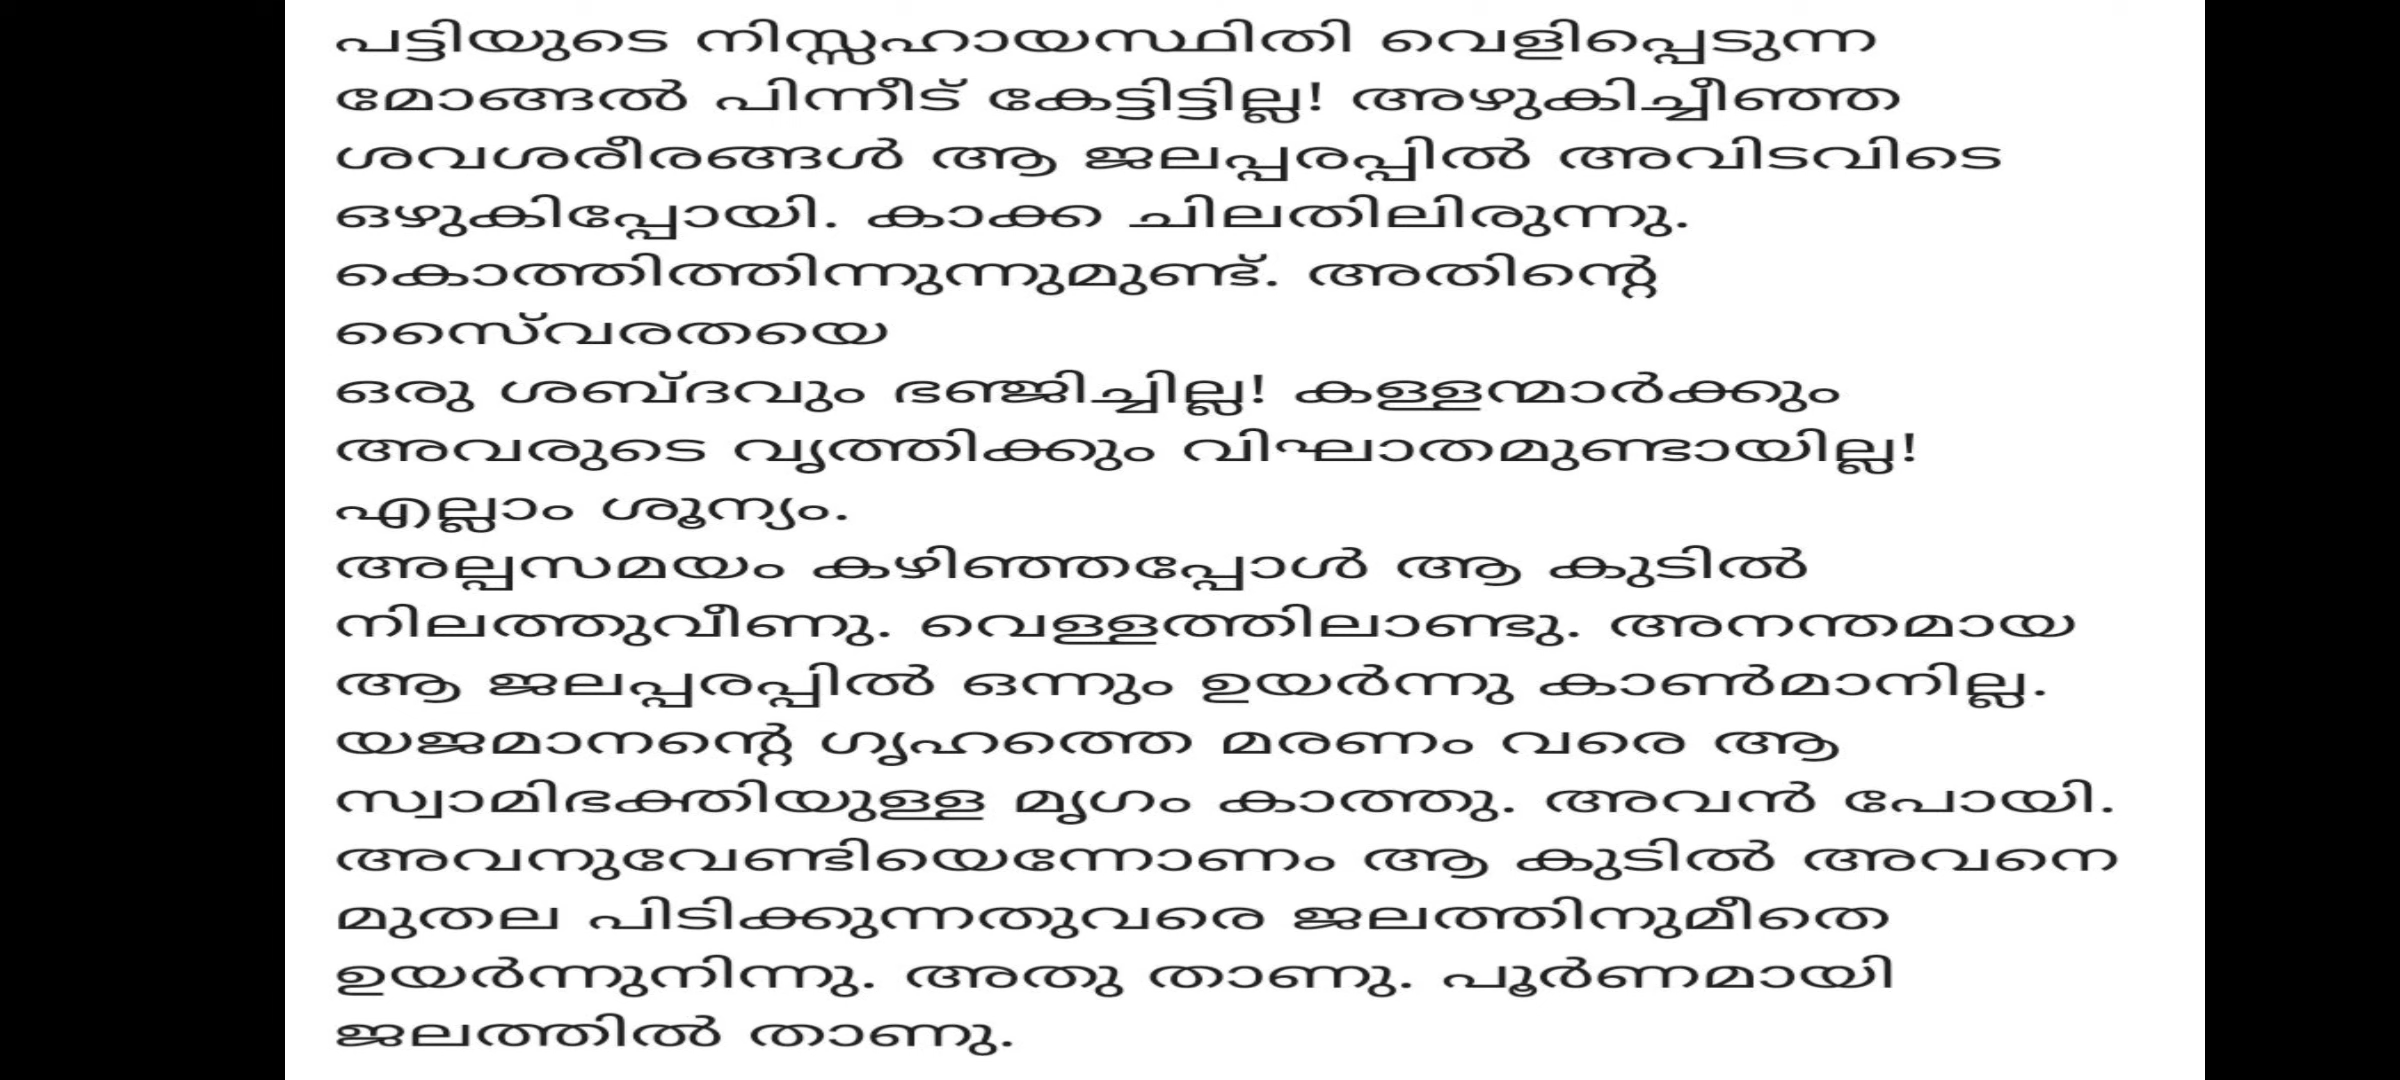 പട്ടിയുടെ നിസ്സഹായസ്ഥിതി വെളിപ്പെടുന്ന
മോങ്ങൽ പിന്നീട് കേട്ടിട്ടില്ല! അഴുകിച്ചീഞ്ഞ
ശവശരീരങ്ങൾ ആ ജലപ്പരപ്പിൽ അവിടവിടെ
ഒഴുകിപ്പോയി. കാക്ക ചിലതിലിരുന്നു.
കൊത്തിത്തിന്നുന്നുമുണ്ട്. അതിന്റെ
സൈ്വരതയെ
ഒരു ശബ്ദവും ഭഞ്ജിച്ചില്ല! കള്ളന്മാർക്കും
അവരുടെ വൃത്തിക്കും വിഘാതമുണ്ടായില്ല!
എല്ലാം ശൂന്യം.
അല്പസമയം കഴിഞ്ഞപ്പോൾ ആ കുടിൽ
നിലത്തുവീണു. വെള്ളത്തിലാണ്ടു. അനന്തമായ
ആ ജലപ്പരപ്പിൽ ഒന്നും ഉയർന്നു കാൺമാനില്ല.
യജമാനന്റെ ഗൃഹത്തെ മരണം വരെ ആ
സ്വാമിഭക്തിയുള്ള മൃഗം കാത്തു. അവൻ പോയി.
അവനുവേണ്ടിയെന്നോണം ആ കുടിൽ അവനെ
മുതല പിടിക്കുന്നതുവരെ ജലത്തിനുമീതെ
ഉയർന്നുനിന്നു. അതു താണു. പൂർണമായി
ജലത്തിൽ താണു.